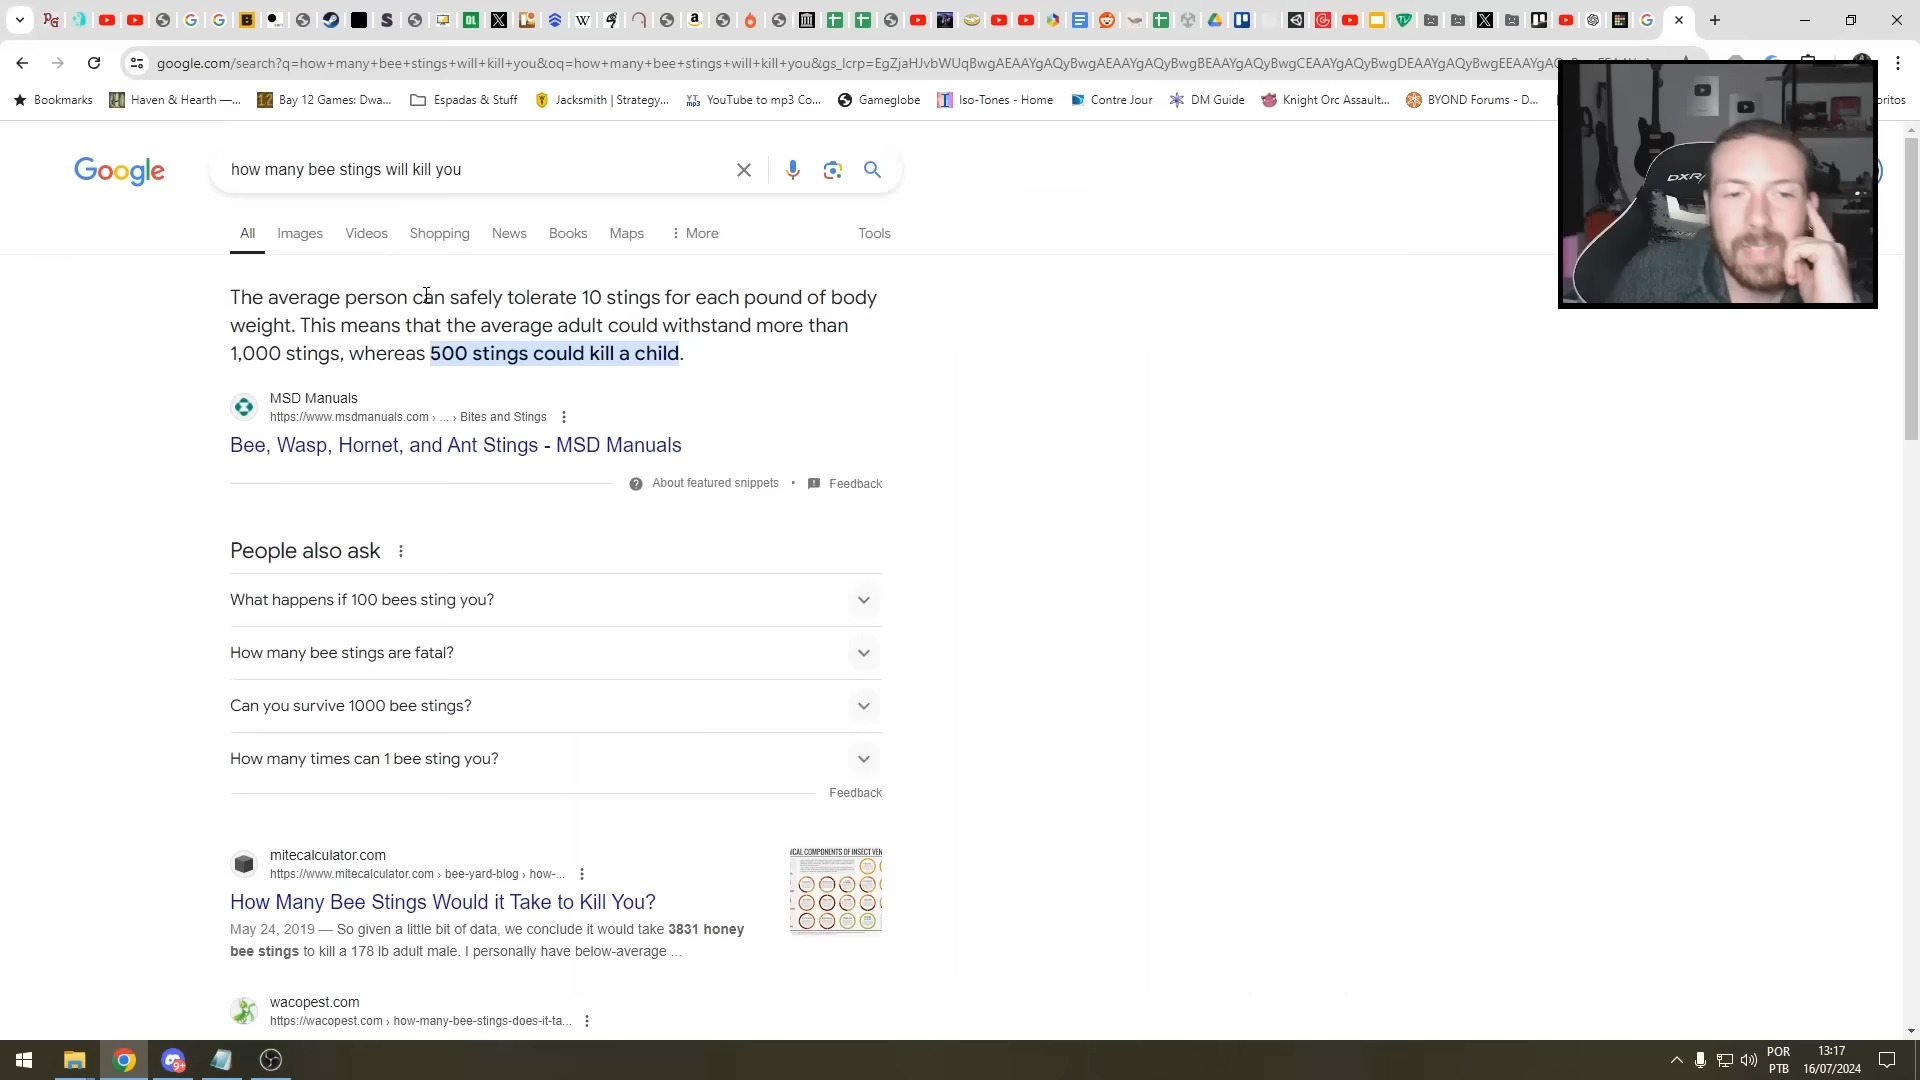 google.com/search?q=how+many+bee+stings+will+kill+you&oq=how+many+bee+stings+will+kill+you&gs_lcrp=
Bookmarks
Haven & Hearth —...
Bay 12 Games: Dwa...
Espadas & Stuff
Jacksmith | Strategy,...
YouTube to mp3 Co...
Gameglobe
Iso-Tones - Home
Contre Jour
DM Guide
Knight Orc Assault...
BYOND Forums - D...
oritos
DXR
Google
how many bee stings will kill you
All
Images
Videos
Shopping
News
Books
Maps
More
Tools
The average person can safely tolerate 10 stings for each pound of body
weight. This means that the average adult could withstand more than
1,000 stings, whereas 500 stings could kill a child.
MSD Manuals
https://www.msdmanuals.com › ... › Bites and Stings
Bee, Wasp, Hornet, and Ant Stings - MSD Manuals
About featured snippets • Feedback
People also ask
What happens if 100 bees sting you?
How many bee stings are fatal?
Can you survive 1000 bee stings?
How many times can 1 bee sting you?
Feedback
mitecalculator.com
https://www.mitecalculator.com › bee-yard-blog › how-...
How Many Bee Stings Would it Take to Kill You?
May 24, 2019 — So given a little bit of data, we conclude it would take 3831 honey
bee stings to kill a 178 lb adult male. I personally have below-average ...
ICAL COMPONENTS OF INSECT VEN
wacopest.com
https://wacopest.com › how-many-bee-stings-does-it-ta...
POR
PTB
13:17
16/07/2024